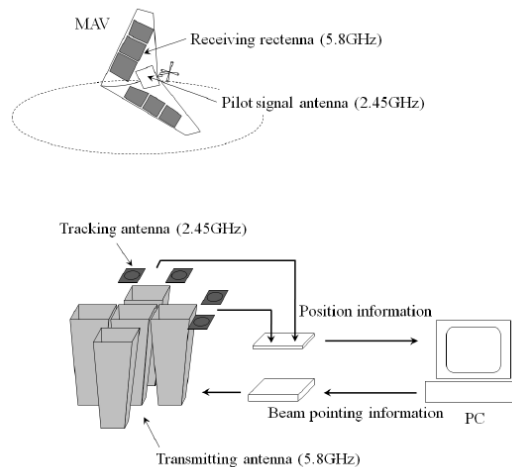 MAV
Receiving rectenna (5.8GHz)
Pilot signal antenna (2.45GHz)
Tracking antenna (2.45GHz)
Position information
Beam pointing information
PC
Transmitting antenna (5.8GHz)